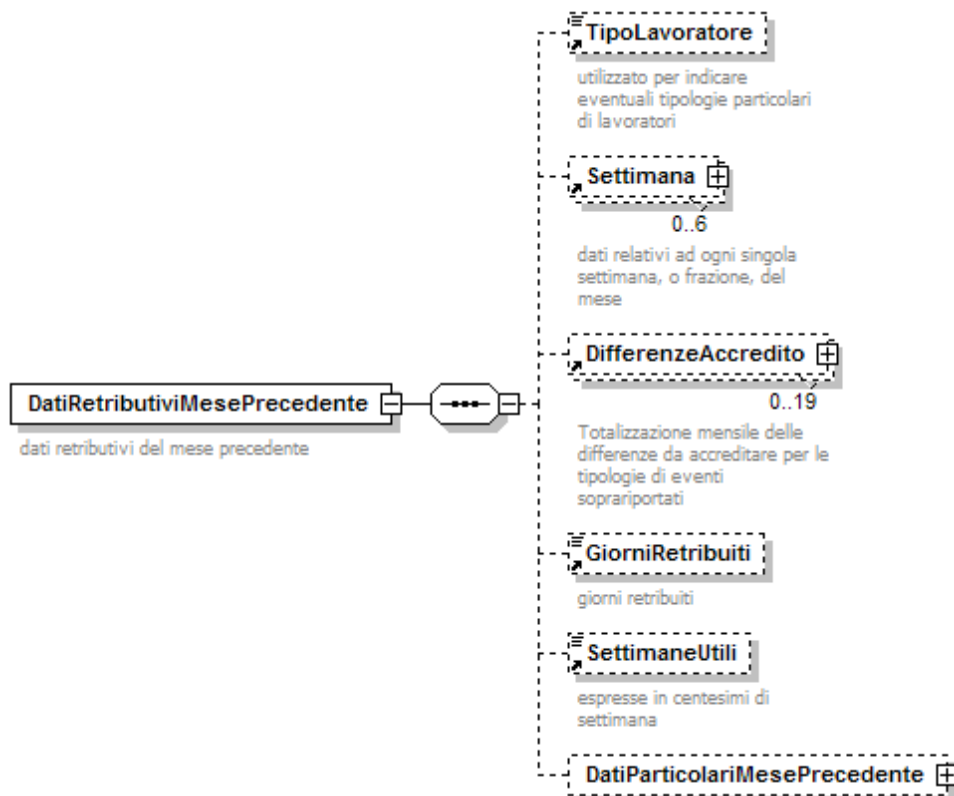 TipoLavoratore
utilizzato per indicare
eventuali tipologie particolari
di lavoratori
Settimana
0..6
dati relativi ad ogni singola
settimana, o frazione, del
mese
DifferenzeAccredito
0..19
Totalizzazione mensile delle
differenze da accreditare per le
tipologie di eventi
soprariportati
DatiRetributiviMesePrecedente
dati retributivi del mese precedente
GiorniRetribuiti
giorni retribuiti
SettimaneUtili
espresse in centesimi di
settimana
DatiParticolariMesePrecedente